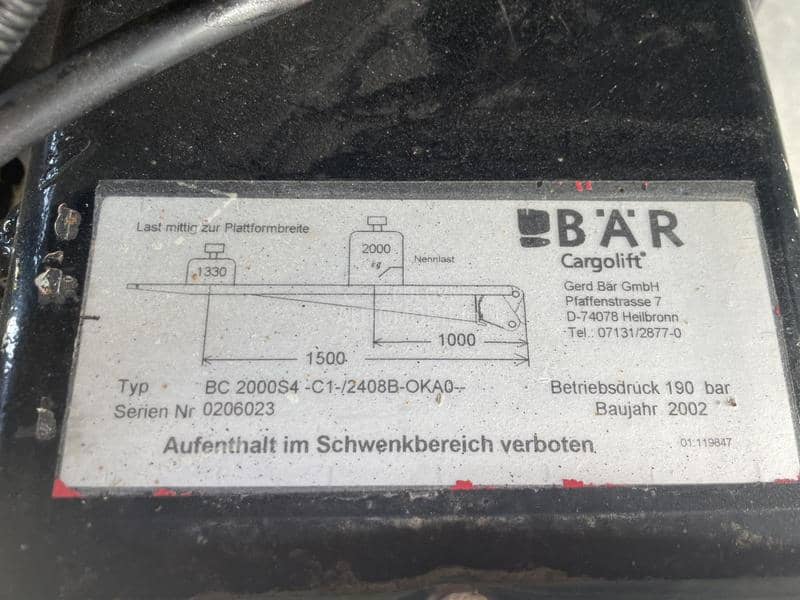 Last mittig zur Plattformbreite
1330
2000
kg
Nennlast
1000
1500
BÄR
Cargolift®
Gerd Bär GmbH
Pfaffenstrasse 7
D-74078 Heilbronn
Tel.: 07131/2877-0
Typ BC 2000S4 -C1-/2408B-OKA0--
Betriebsdruck 190 bar
Serien Nr 0206023
Baujahr 2002
Aufenthalt im Schwenkbereich verboten
01.119847